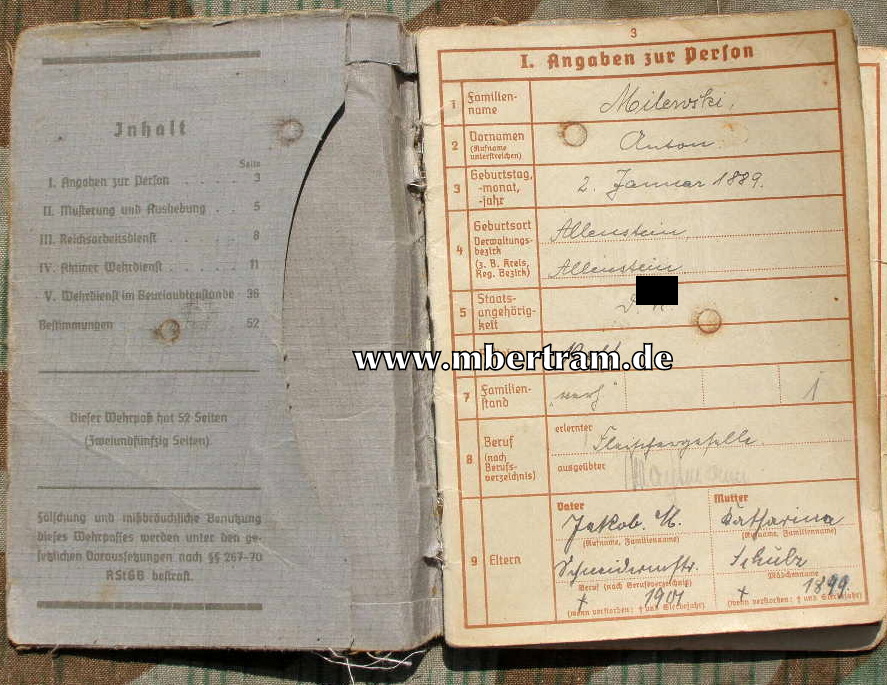 Inhalt
Seite
I. Angaben zur Person . . . . 3
II. Musterung und Aushebung . . 5
III. Reichsarbeitsdienst . . . . 8
IV. Aktiver Wehrdienst . . . . 11
V. Wehrdienst im Beurlaubtenstande 36
Bestimmungen . . . . 52
Dieser Wehrpaß hat 52 Seiten
(Zweiundfünfzig Seiten).
Fälschung und mißbräuchliche Benutzung
dieses Wehrpasses werden unter den ge-
setzlichen Voraussetzungen nach §§ 267-70
RStGB bestraft.
3
I. Angaben zur Person
1 Familien-
name
Milewski,
2 Vornamen
(Rufname
unterstreichen)
Anton.
3 Geburtstag,
-monat,
-jahr
2. Januar 1889.
4 Geburtsort
Verwaltungs-
bezirk
(z. B. Kreis,
Reg. Bezirk)
Allenstein
Allenstein
5 Staats-
angehörig-
keit
www.mbertram.de
7 Familien-
stand
1
8 Beruf
(nach
Berufs-
verzeichnis)
erlernter
Fleischergeselle.
ausgeübter
9 Eltern
Vater
Jakob. M.
(Rufname, Familienname)
Schneidermstr.
Beruf (nach Berufsverzeichnis)
† 1901
(wenn verstorben: † und Sterbejahr)
Mutter
Katharina
(Rufname, Familienname)
Schulz
Mädchenname
† 1899
(wenn verstorben: † und Sterbejahr)